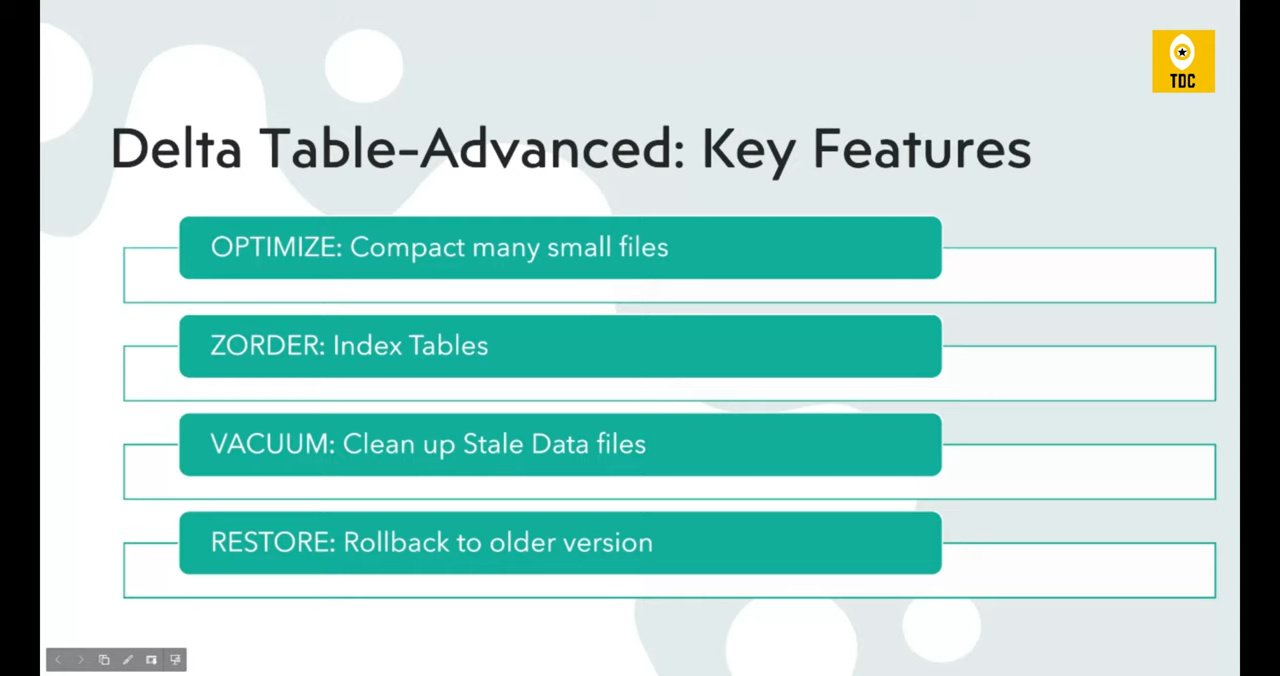 TDC
Delta Table-Advanced: Key Features
OPTIMIZE: Compact many small files
ZORDER: Index Tables
VACUUM: Clean up Stale Data files
RESTORE: Rollback to older version